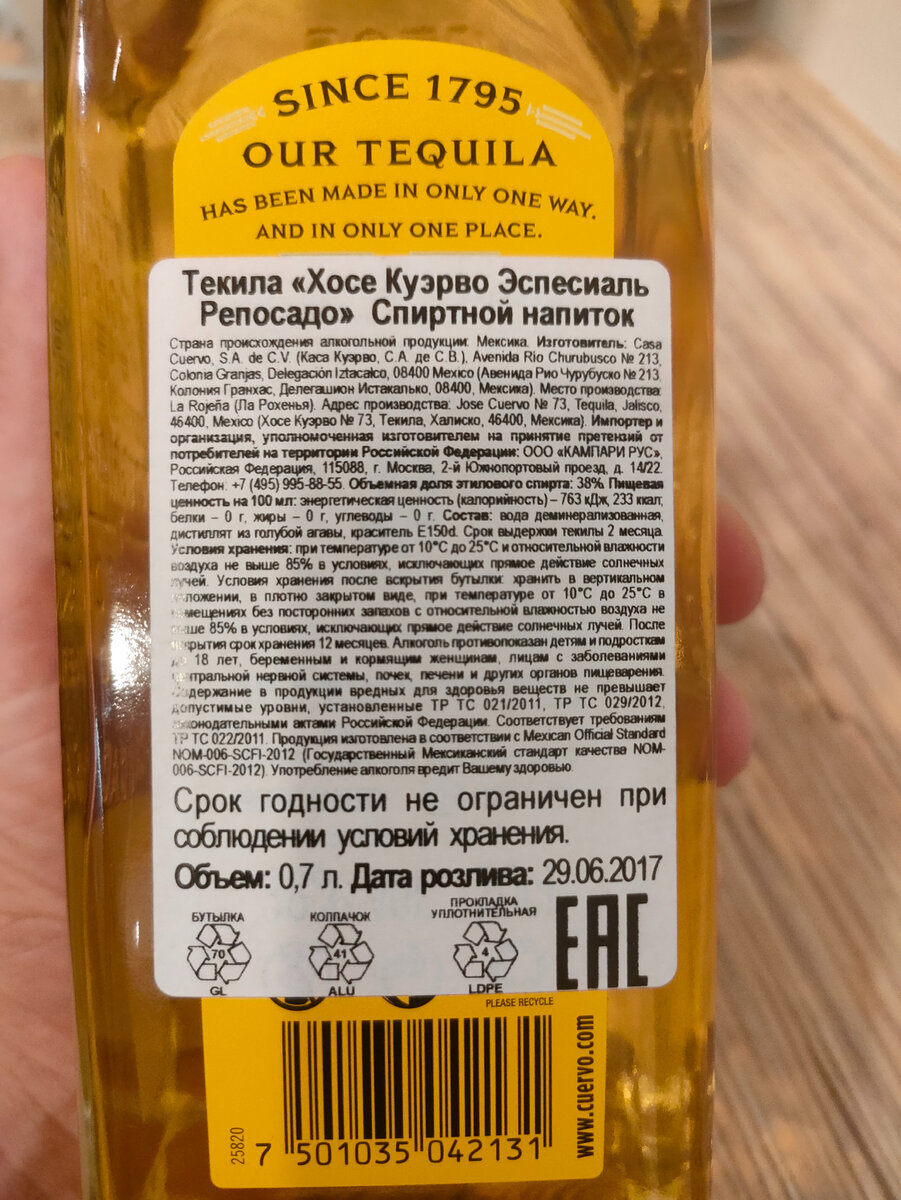 SINCE 1795
OUR TEQUILA
HAS BEEN MADE IN ONLY ONE WAY.
AND IN ONLY ONE PLACE.
Текила «Хосе Куэрво Эспесиаль
Репосадо» Спиртной напиток
Страна происхождения алкогольной продукции: Мексика. Изготовитель: Casa
Cuervo, S.A. de C.V. (Каса Куэрво, С.А. де С.В.), Avenida Rio Churubusco № 213,
Colonia Granjas, Delegación Iztacalco, 08400 Mexico (Авенида Рио Чурубуско № 213,
Колония Гранхас, Делегашион Истакалько, 08400, Мексика). Место производства:
La Rojeña (Ла Рохенья). Адрес производства: Jose Cuervo № 73, Tequila, Jalisco,
46400, Mexico (Хосе Куэрво № 73, Текила, Халиско, 46400, Мексика). Импортер и
организация, уполномоченная изготовителем на принятие претензий от
потребителей на территории Российской Федерации: ООО «КАМПАРИ РУС»,
Российская Федерация, 115088, г. Москва, 2-й Южнопортовый проезд, д. 14/22.
Телефон: +7 (495) 995-88-55. Объемная доля этилового спирта: 38% Пищевая
ценность на 100 мл: энергетическая ценность (калорийность) – 763 кДж, 233 ккал;
белки – 0 г, жиры – 0 г, углеводы – 0 г. Состав: вода деминерализованная,
дистиллят из голубой агавы, краситель E150d. Срок выдержки текилы 2 месяца.
Условия хранения: при температуре от 10°С до 25°С и относительной влажности
воздуха не выше 85% в условиях, исключающих прямое действие солнечных
лучей. Условия хранения после вскрытия бутылки: хранить в вертикальном
положении, в плотно закрытом виде, при температуре от 10°С до 25°С в
помещениях без посторонних запахов с относительной влажностью воздуха не
выше 85% в условиях, исключающих прямое действие солнечных лучей. После
вскрытия срок хранения 12 месяцев. Алкоголь противопоказан детям и подросткам
до 18 лет, беременным и кормящим женщинам, лицам с заболеваниями
центральной нервной системы, почек, печени и других органов пищеварения.
Содержание в продукции вредных для здоровья веществ не превышает
допустимые уровни, установленные ТР ТС 021/2011, ТР ТС 029/2012,
законодательными актами Российской Федерации. Соответствует требованиям
ТР ТС 022/2011. Продукция изготовлена в соответствии с Mexican Official Standard
NOM-006-SCFI-2012 (Государственный Мексиканский стандарт качества NOM-
006-SCFI-2012). Употребление алкоголя вредит Вашему здоровью.
Срок годности не ограничен при
соблюдении условий хранения.
Объем: 0,7 л. Дата розлива: 29.06.2017
БУТЫЛКА КОЛПАЧОК ПРОКЛАДКА
УПЛОТНИТЕЛЬНАЯ
70 41 4
GL ALU LDPE
EAC
PLEASE RECYCLE
www.cuervo.com
25820
7 501035 042131